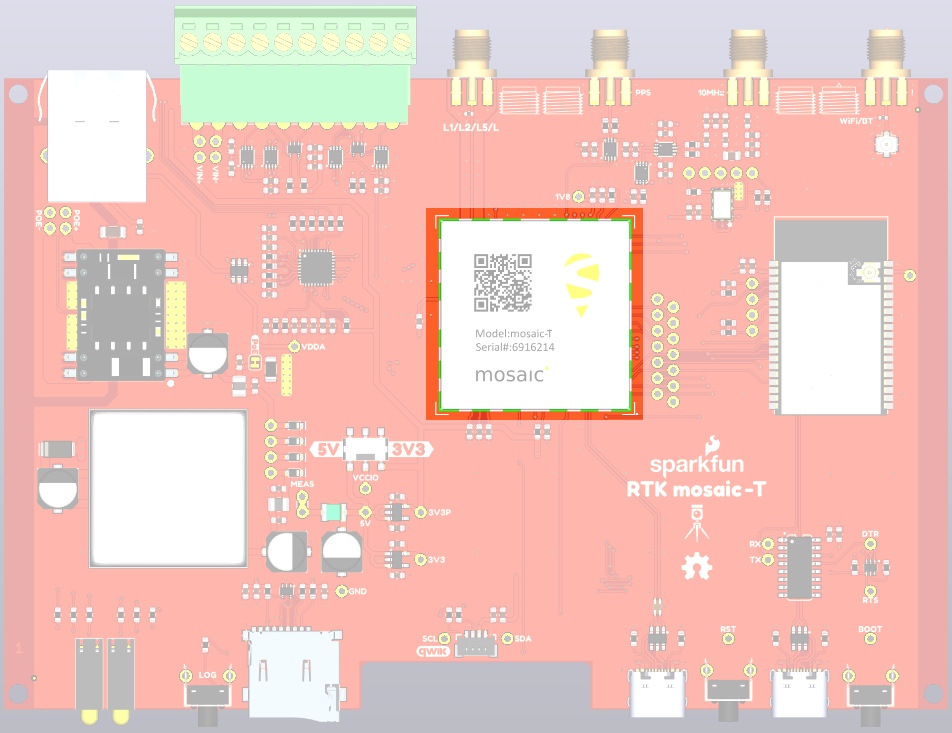 PPS
10MHz
L1/L2/L5/L
WiFi/BT
VIN+
VIN-
1V8
POE-
POE+
Model:mosaic-T
Serial#:6916214
mosaic
PoE
VDDA
5V
3V3
sparkfun
RTK mosaic-T
VCCIO
MEAS
3V3P
5V
3V3
GND
RX
TX
DTR
RTS
SCL
SDA
qwiic
RST
BOOT
1
LOG